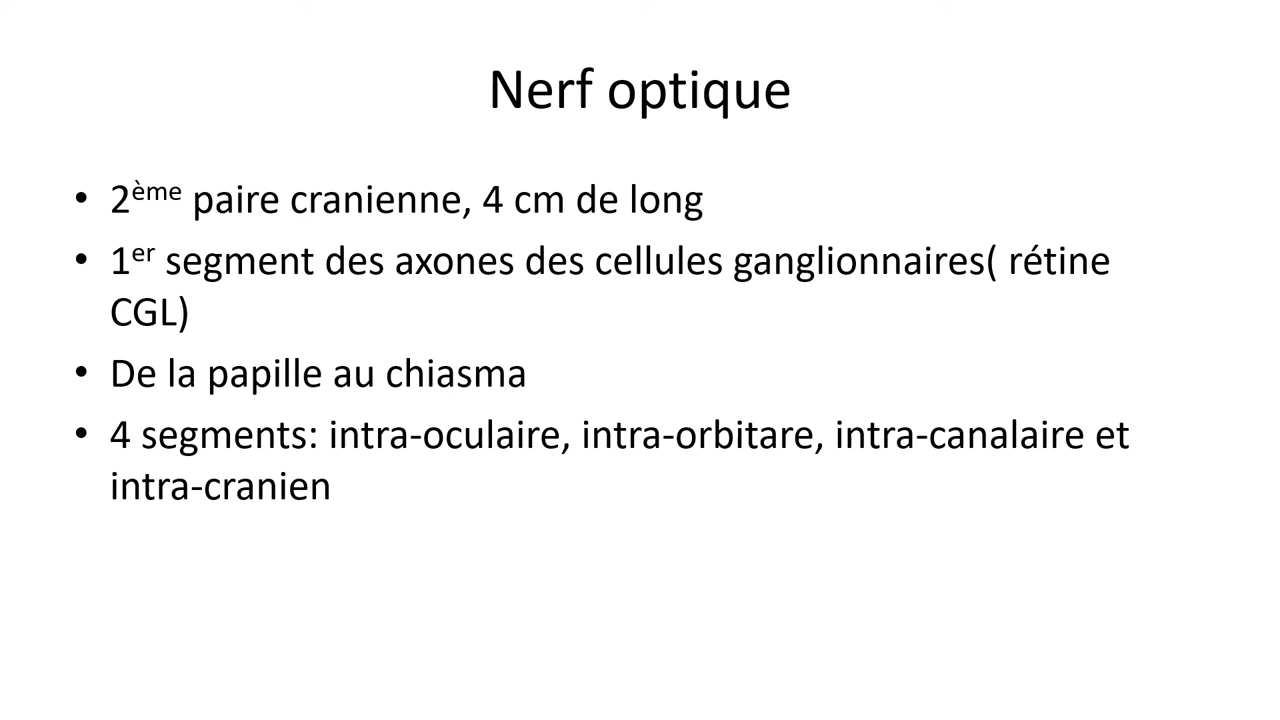 Nerf optique
• 2ème paire cranienne, 4 cm de long
• 1er segment des axones des cellules ganglionnaires( rétine
CGL)
• De la papille au chiasma
• 4 segments: intra-oculaire, intra-orbitare, intra-canalaire et
intra-cranien